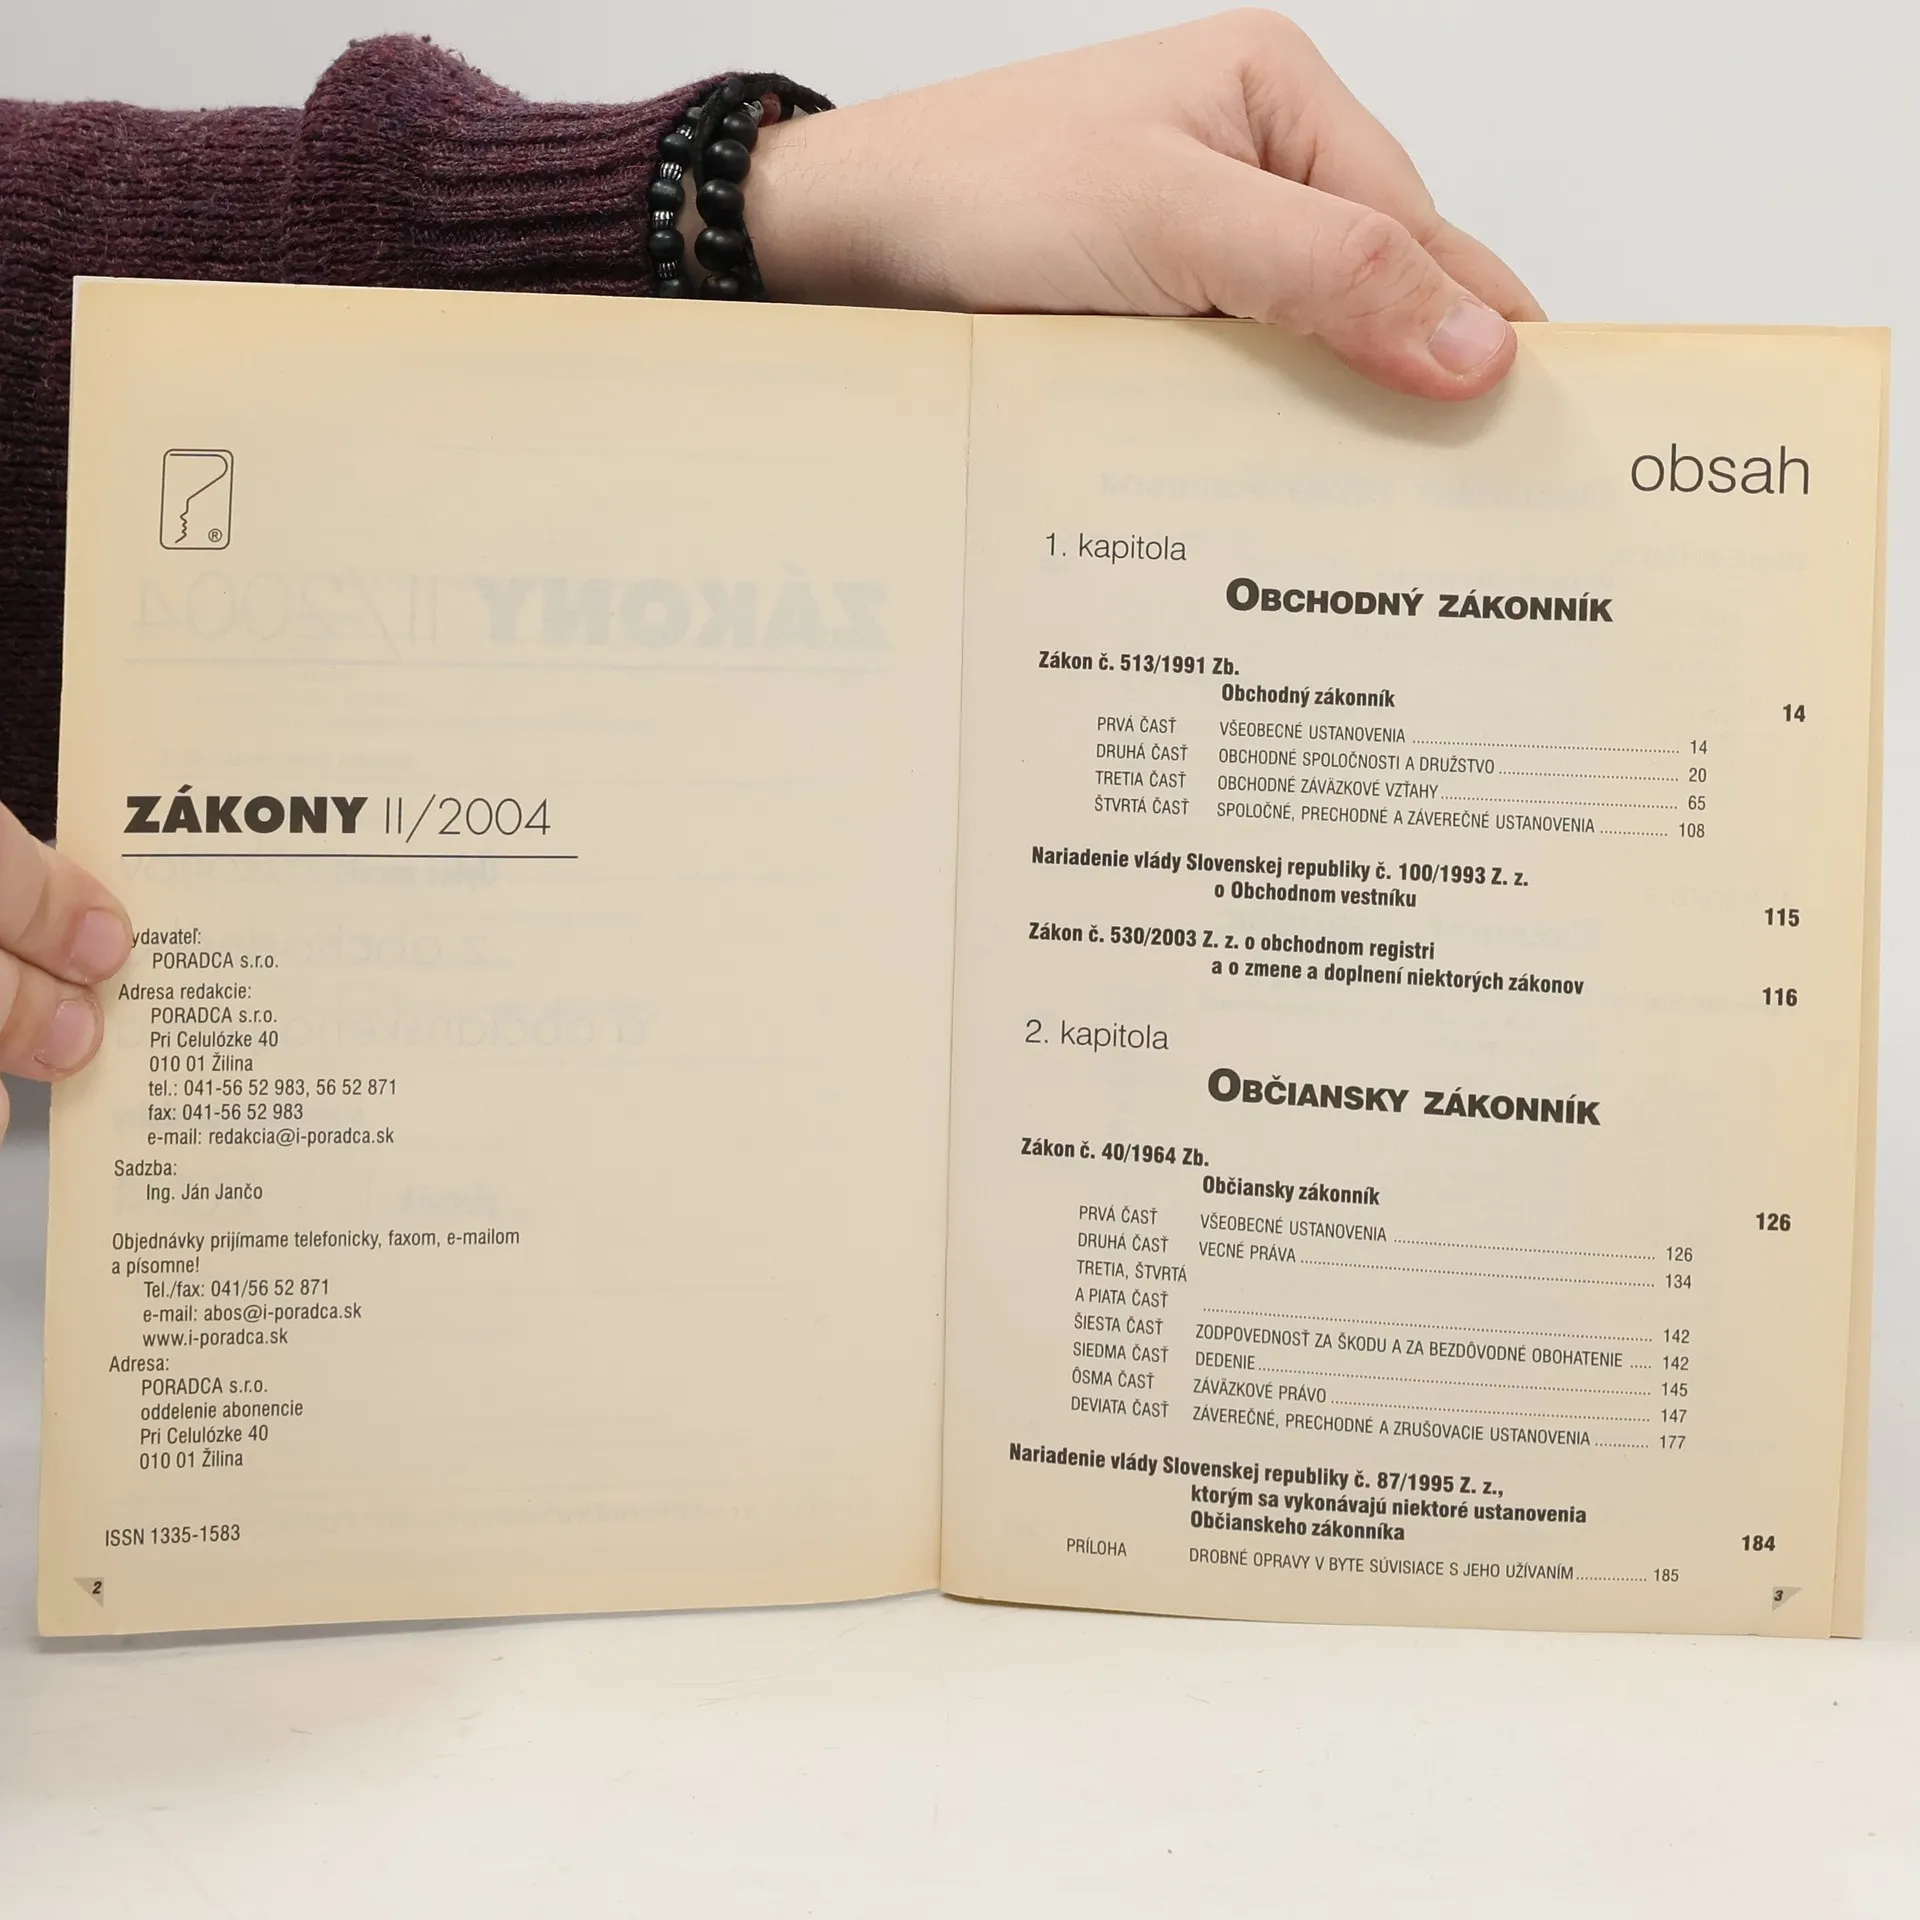 ®
ZÁKONY II/2004
ydavateľ:
PORADCA s.r.o.
Adresa redakcie:
PORADCA s.r.o.
Pri Celulózke 40
010 01 Žilina
tel.: 041-56 52 983, 56 52 871
fax: 041-56 52 983
e-mail: redakcia@i-poradca.sk
Sadzba:
Ing. Ján Jančo
Objednávky prijímame telefonicky, faxom, e-mailom
a písomne!
Tel./fax: 041/56 52 871
e-mail: abos@i-poradca.sk
www.i-poradca.sk
Adresa:
PORADCA s.r.o.
oddelenie abonencie
Pri Celulózke 40
010 01 Žilina
ISSN 1335-1583
2
obsah
1. kapitola
OBCHODNÝ ZÁKONNÍK
Zákon č. 513/1991 Zb.
Obchodný zákonník 14
PRVÁ ČASŤ VŠEOBECNÉ USTANOVENIA 14
DRUHÁ ČASŤ OBCHODNÉ SPOLOČNOSTI A DRUŽSTVO 20
TRETIA ČASŤ OBCHODNÉ ZÁVÄZKOVÉ VZŤAHY 65
ŠTVRTÁ ČASŤ SPOLOČNÉ, PRECHODNÉ A ZÁVEREČNÉ USTANOVENIA 108
Nariadenie vlády Slovenskej republiky č. 100/1993 Z. z.
o Obchodnom vestníku 115
Zákon č. 530/2003 Z. z. o obchodnom registri
a o zmene a doplnení niektorých zákonov 116
2. kapitola
OBČIANSKY ZÁKONNÍK
Zákon č. 40/1964 Zb.
Občiansky zákonník 126
PRVÁ ČASŤ VŠEOBECNÉ USTANOVENIA 126
DRUHÁ ČASŤ VECNÉ PRÁVA 134
TRETIA, ŠTVRTÁ
A PIATA ČASŤ 142
ŠIESTA ČASŤ ZODPOVEDNOSŤ ZA ŠKODU A ZA BEZDÔVODNÉ OBOHATENIE 142
SIEDMA ČASŤ DEDENIE 145
ÔSMA ČASŤ ZÁVÄZKOVÉ PRÁVO 147
DEVIATA ČASŤ ZÁVEREČNÉ, PRECHODNÉ A ZRUŠOVACIE USTANOVENIA 177
Nariadenie vlády Slovenskej republiky č. 87/1995 Z. z.,
ktorým sa vykonávajú niektoré ustanovenia
Občianskeho zákonníka 184
PRÍLOHA DROBNÉ OPRAVY V BYTE SÚVISIACE S JEHO UŽÍVANÍM 185
3